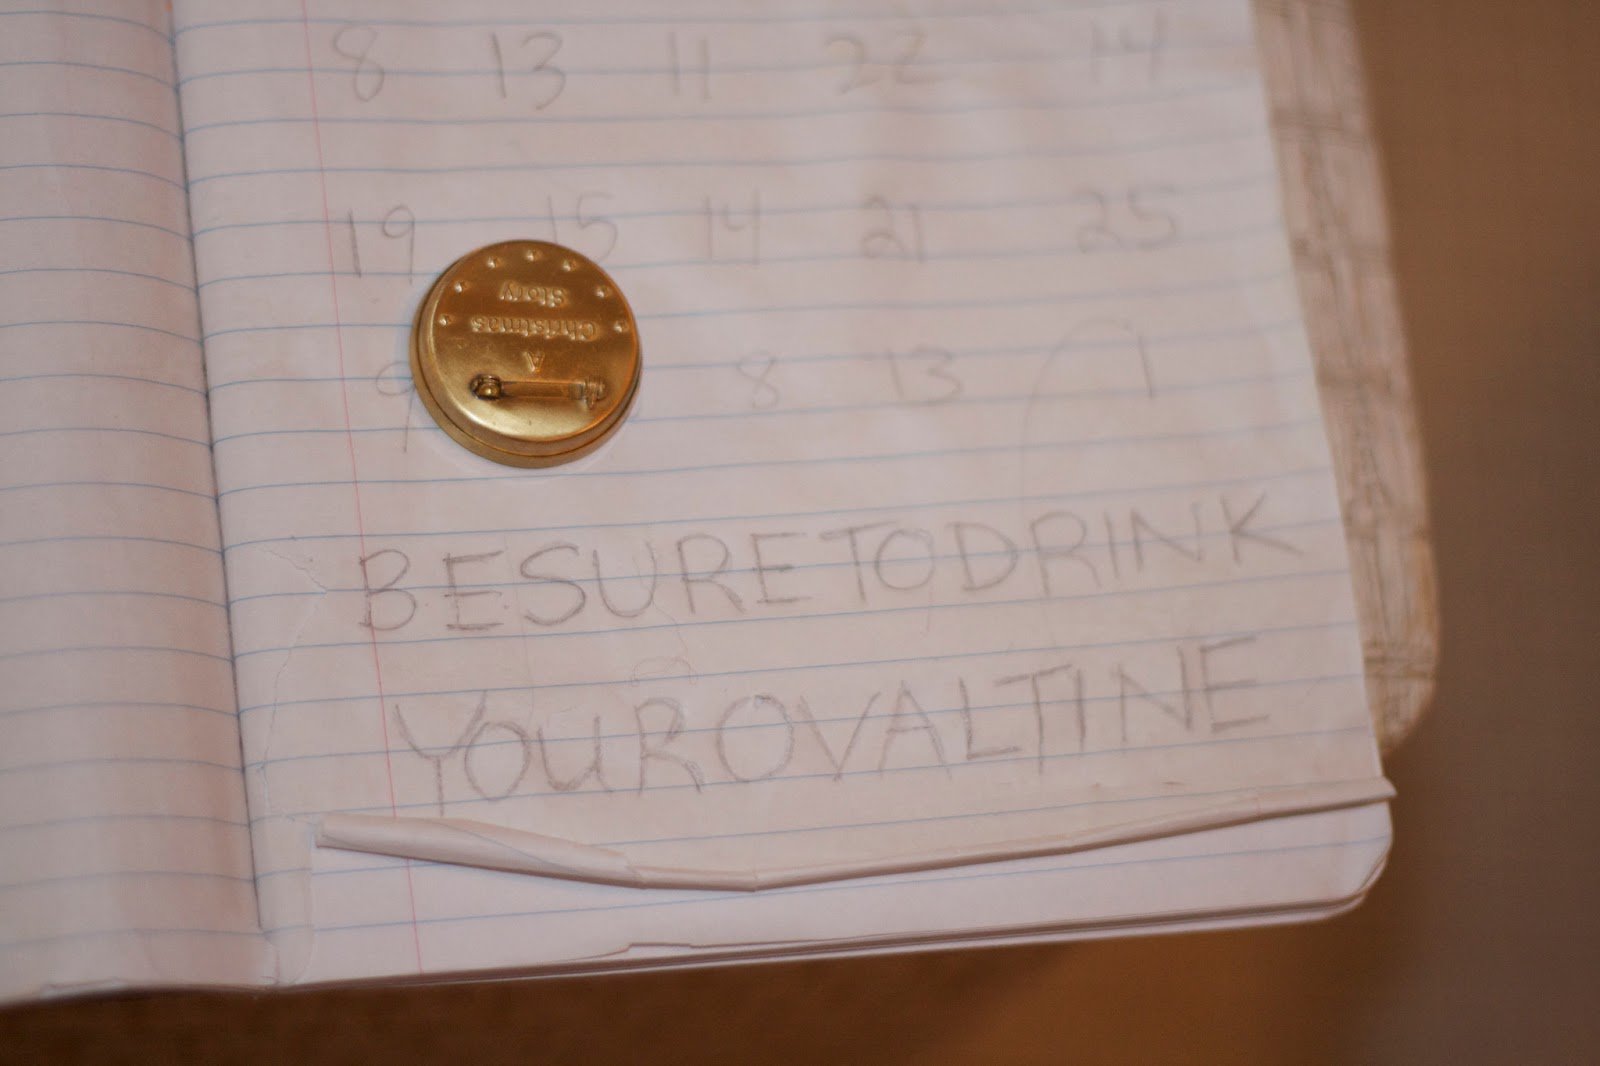 8 13 11 22 14
19 15 14 21 25
9 8 13 1
BESURETODRINK
YOUROVALTINE
A
Christmas
Story